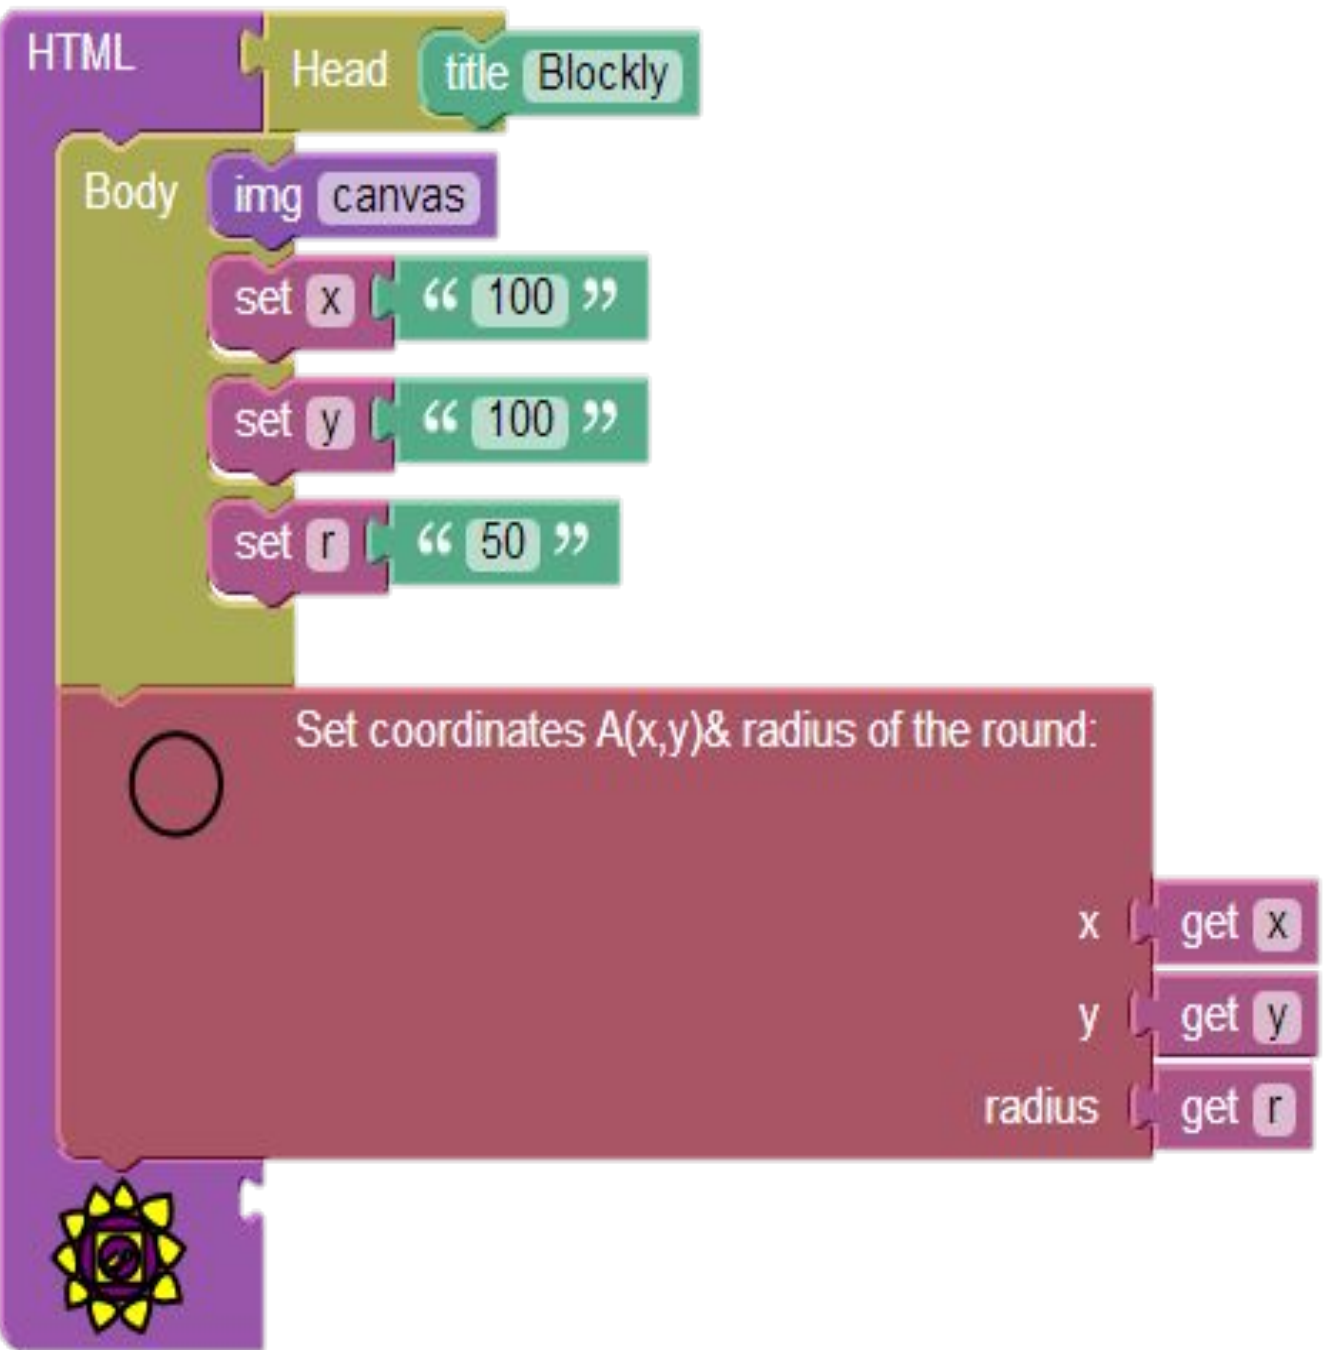 HTML Head title Blockly
Body img canvas
set x “ 100 ”
set y “ 100 ”
set r “ 50 ”
Set coordinates A(x,y)& radius of the round:
x get x
y get y
radius get r